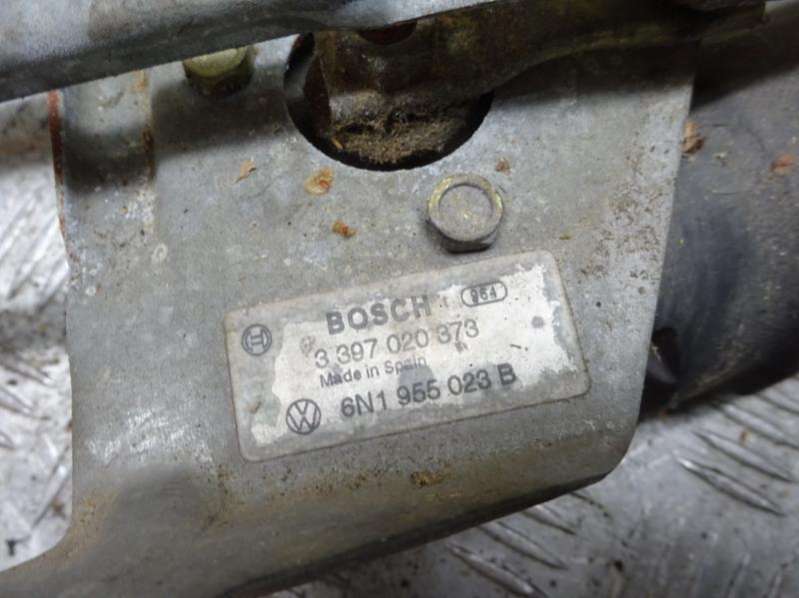 BOSCH 964
3 397 020 373
Made in Spain
6N1 955 023 B